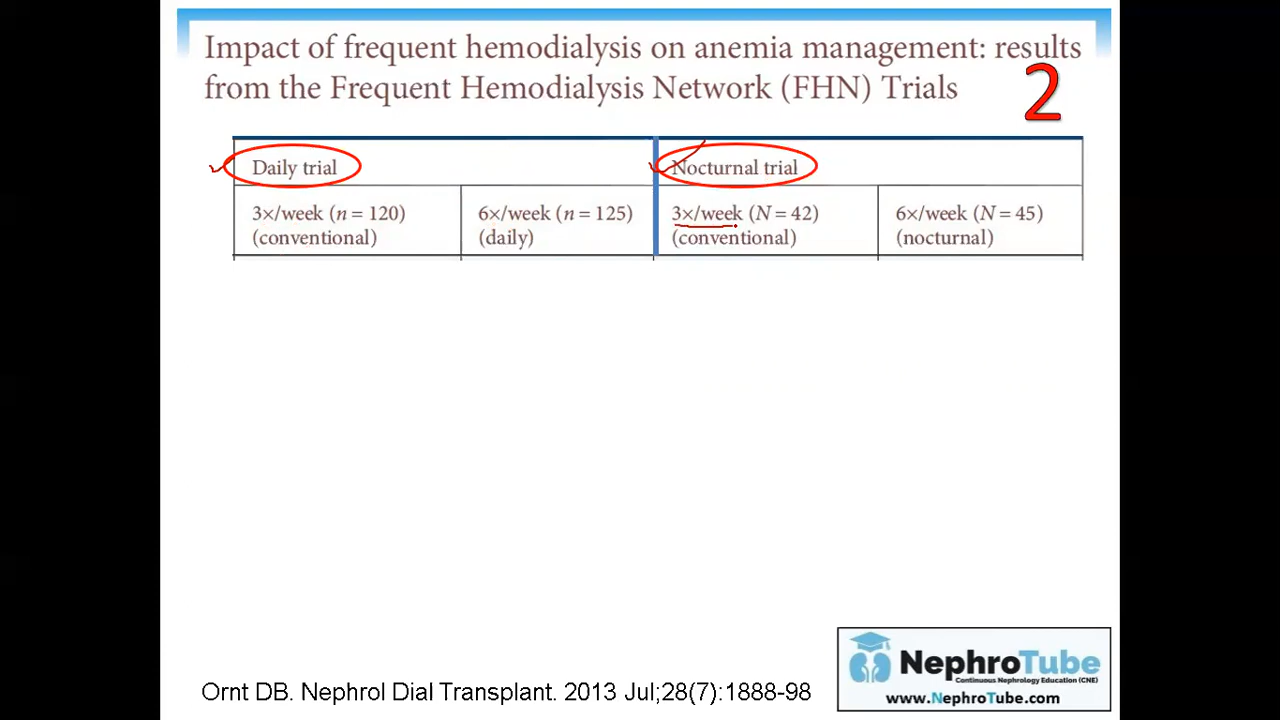 Impact of frequent hemodialysis on anemia management: results
from the Frequent Hemodialysis Network (FHN) Trials
2
Daily trial
Nocturnal trial
3×/week (n = 120)
(conventional)
6×/week (n = 125)
(daily)
3×/week (N = 42)
(conventional)
6×/week (N = 45)
(nocturnal)
Ornt DB. Nephrol Dial Transplant. 2013 Jul;28(7):1888-98
NephroTube
Continuous Nephrology Education (CNE)
www.NephroTube.com